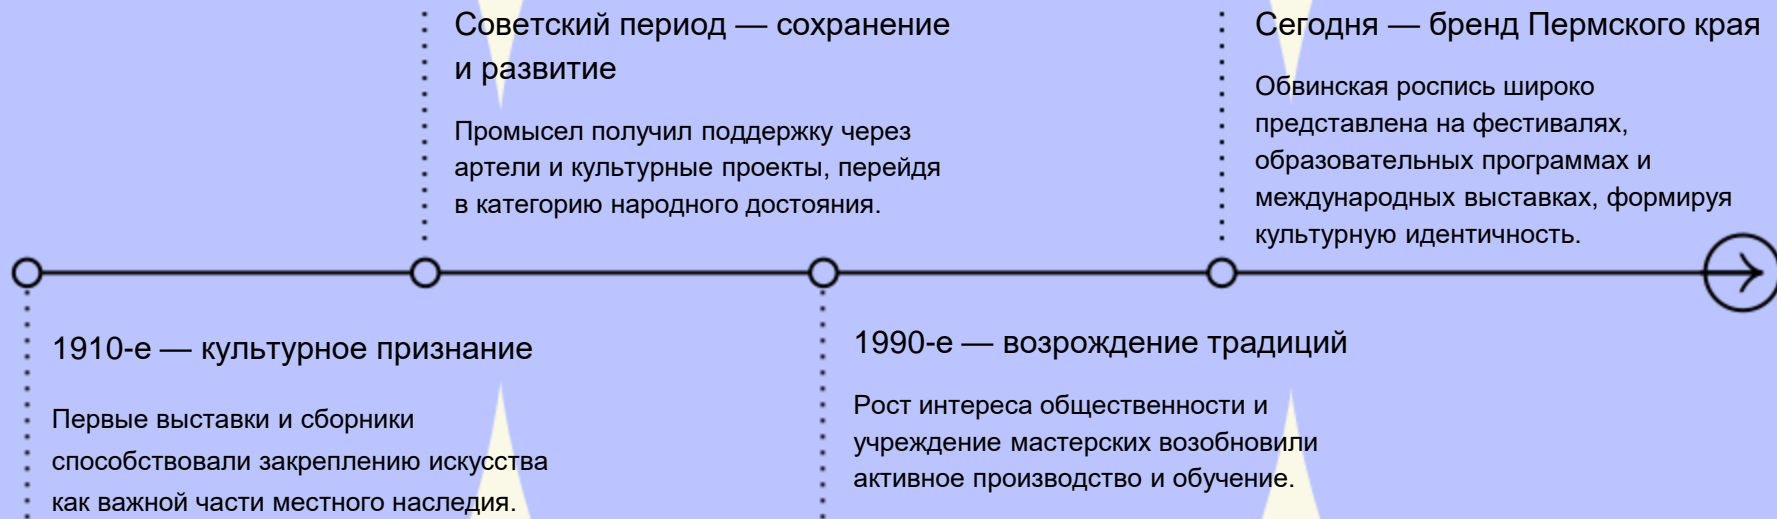 Советский период — сохранение
и развитие
Промысел получил поддержку через
артели и культурные проекты, перейдя
в категорию народного достояния.
Сегодня — бренд Пермского края
Обвинская роспись широко
представлена на фестивалях,
образовательных программах и
международных выставках, формируя
культурную идентичность.
1910-е — культурное признание
Первые выставки и сборники
способствовали закреплению искусства
как важной части местного наследия.
1990-е — возрождение традиций
Рост интереса общественности и
учреждение мастерских возобновили
активное производство и обучение.